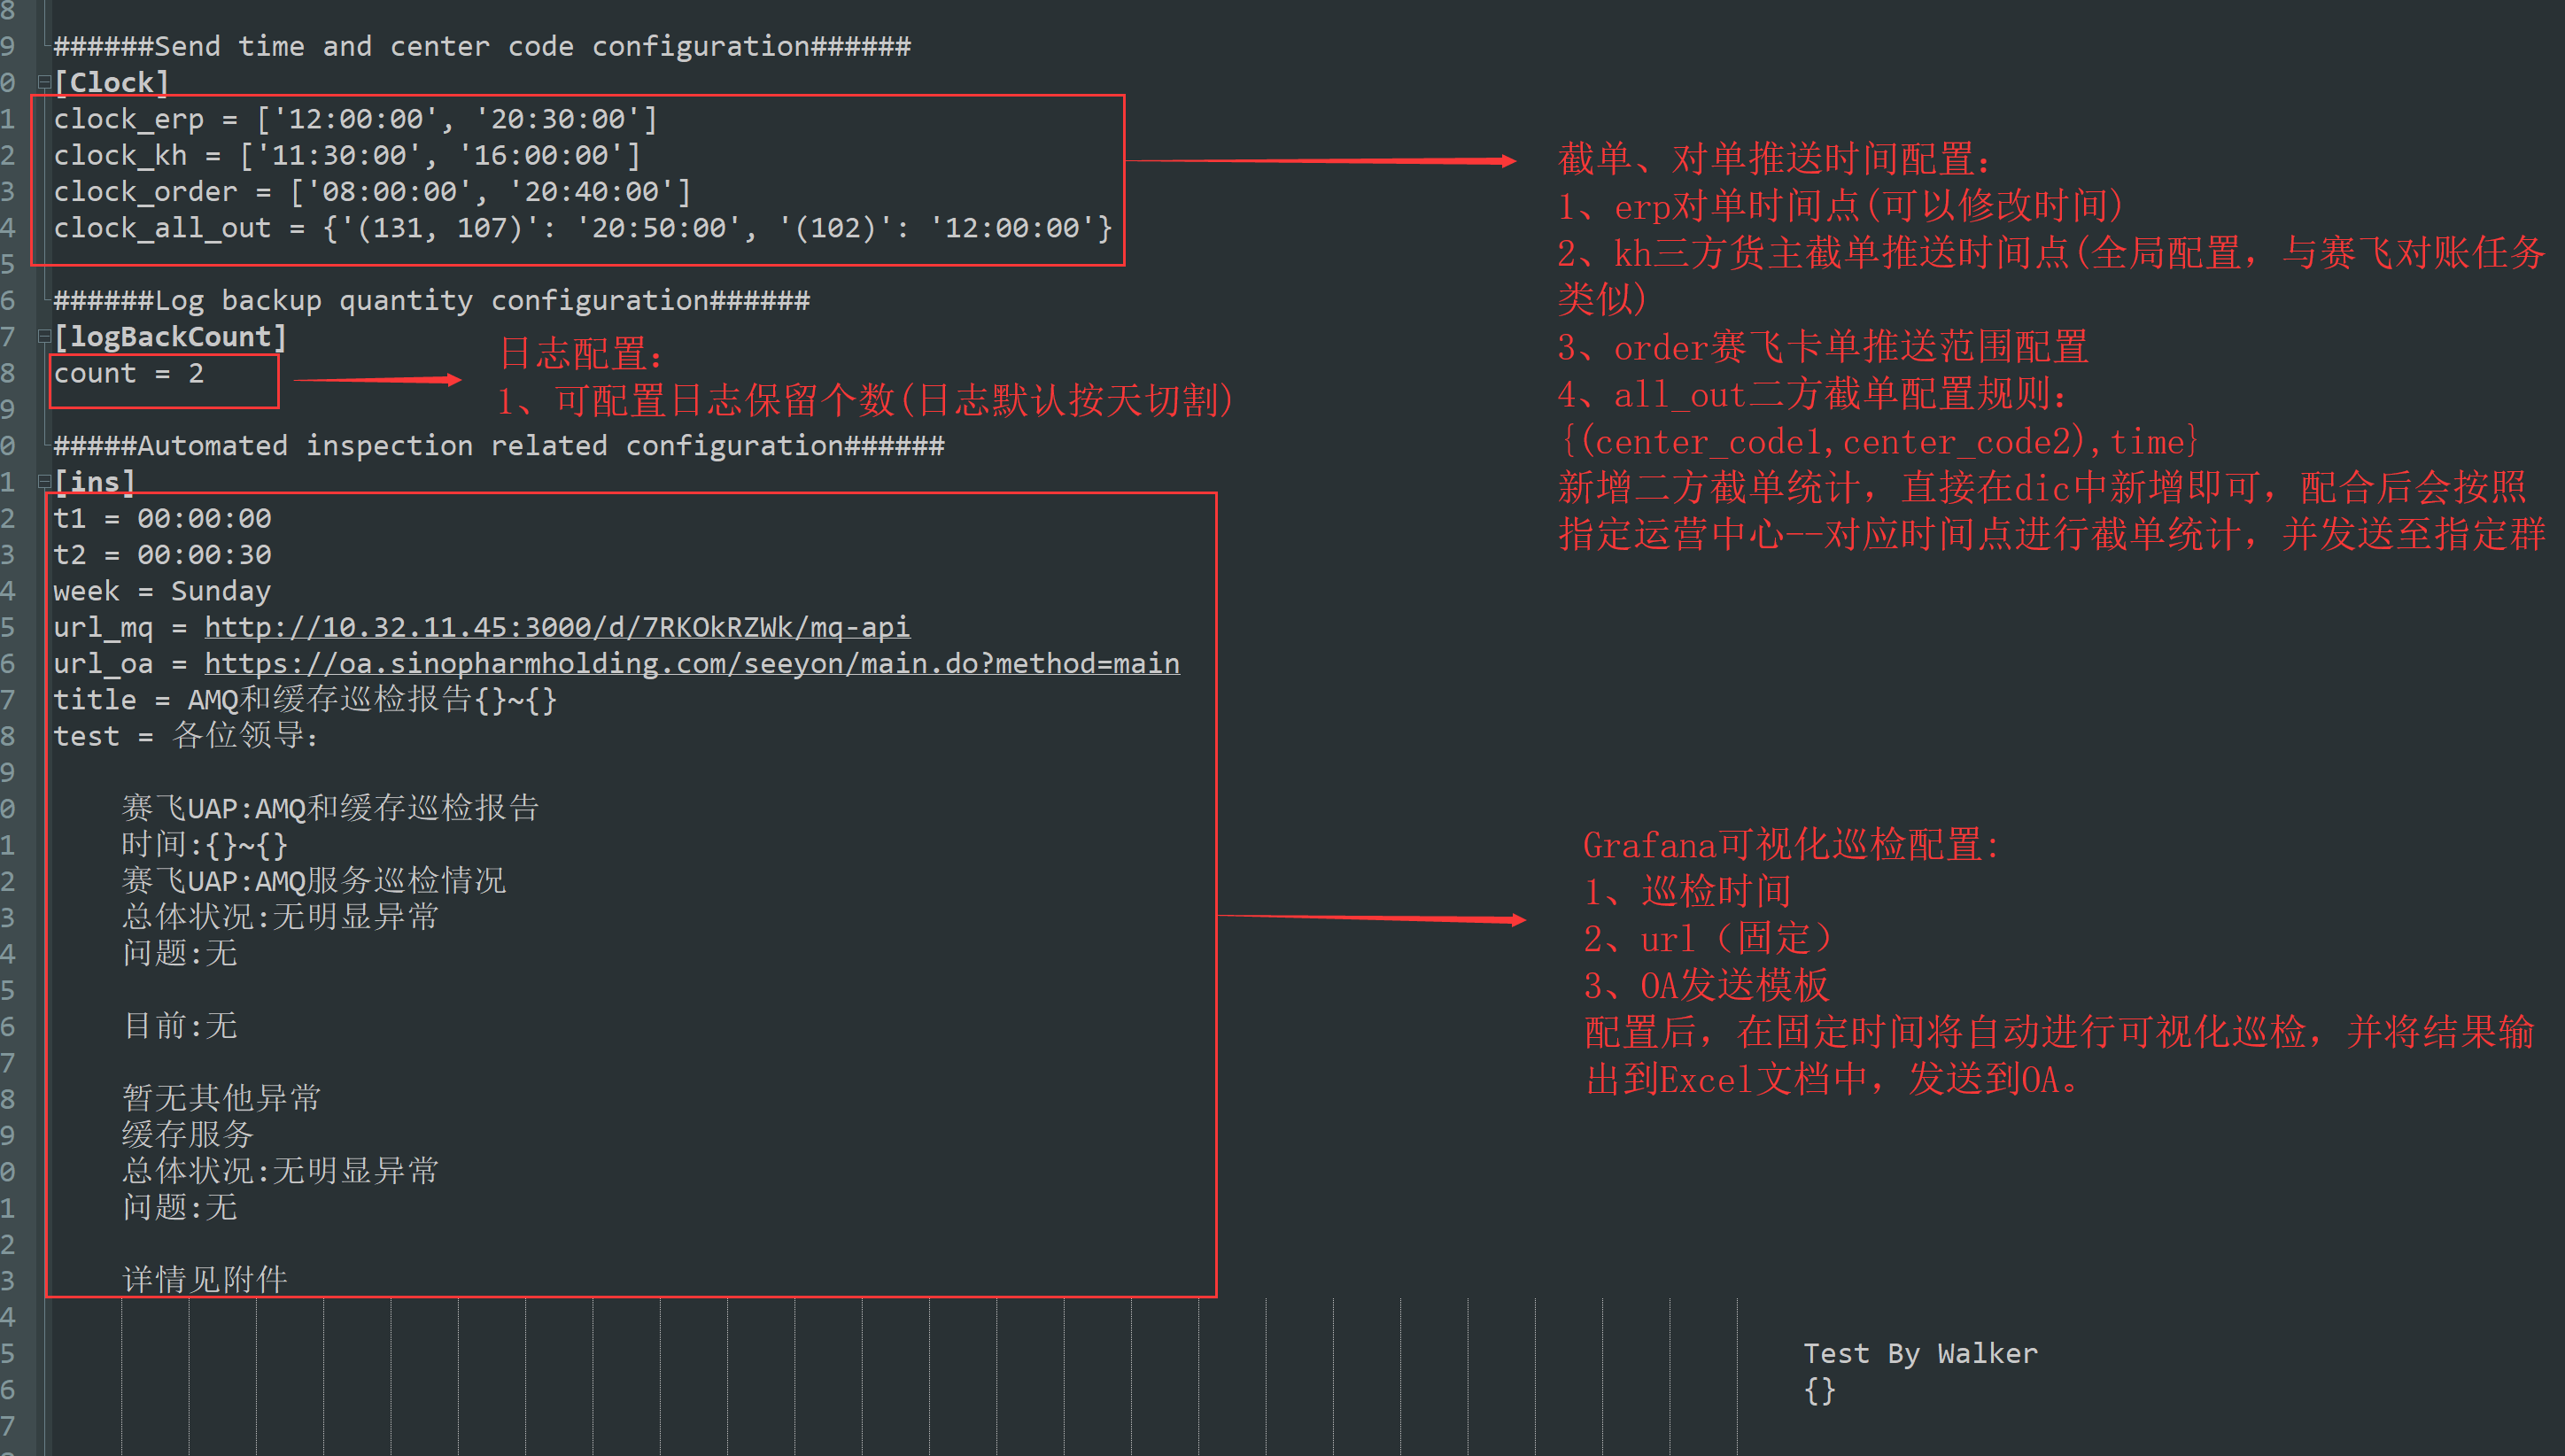 8
9 ######Send time and center code configuration######
0 [Clock]
1 clock_erp = ['12:00:00', '20:30:00']
2 clock_kh = ['11:30:00', '16:00:00']
3 clock_order = ['08:00:00', '20:40:00']
4 clock_all_out = {'(131, 107)': '20:50:00', '(102)': '12:00:00'}
5
6 ######Log backup quantity configuration######
7 [logBackCount]
8 count = 2
9
0 #####Automated inspection related configuration######
1 [ins]
2 t1 = 00:00:00
3 t2 = 00:00:30
4 week = Sunday
5 url_mq = http://10.32.11.45:3000/d/7RKOkRZWk/mq-api
6 url_oa = https://oa.sinopharmholding.com/seeyon/main.do?method=main
7 title = AMQ和缓存巡检报告{}~{}
8 test = 各位领导：
9
0 赛飞UAP:AMQ和缓存巡检报告
1 时间:{}~{}
2 赛飞UAP:AMQ服务巡检情况
3 总体状况:无明显异常
4 问题:无
5
6 目前:无
7
8 暂无其他异常
9 缓存服务
0 总体状况:无明显异常
1 问题:无
2
3 详情见附件
4
5 Test By Walker
6 {}
7
截单、对单推送时间配置：
1、erp对单时间点(可以修改时间)
2、kh三方货主截单推送时间点(全局配置，与赛飞对账任务
类似)
3、order赛飞卡单推送范围配置
4、all_out二方截单配置规则：
{(center_code1,center_code2),time}
新增二方截单统计，直接在dic中新增即可，配合后会按照
指定运营中心--对应时间点进行截单统计，并发送至指定群
日志配置：
1、可配置日志保留个数(日志默认按天切割)
Grafana可视化巡检配置：
1、巡检时间
2、url（固定）
3、OA发送模板
配置后，在固定时间将自动进行可视化巡检，并将结果输
出到Excel文档中，发送到OA。